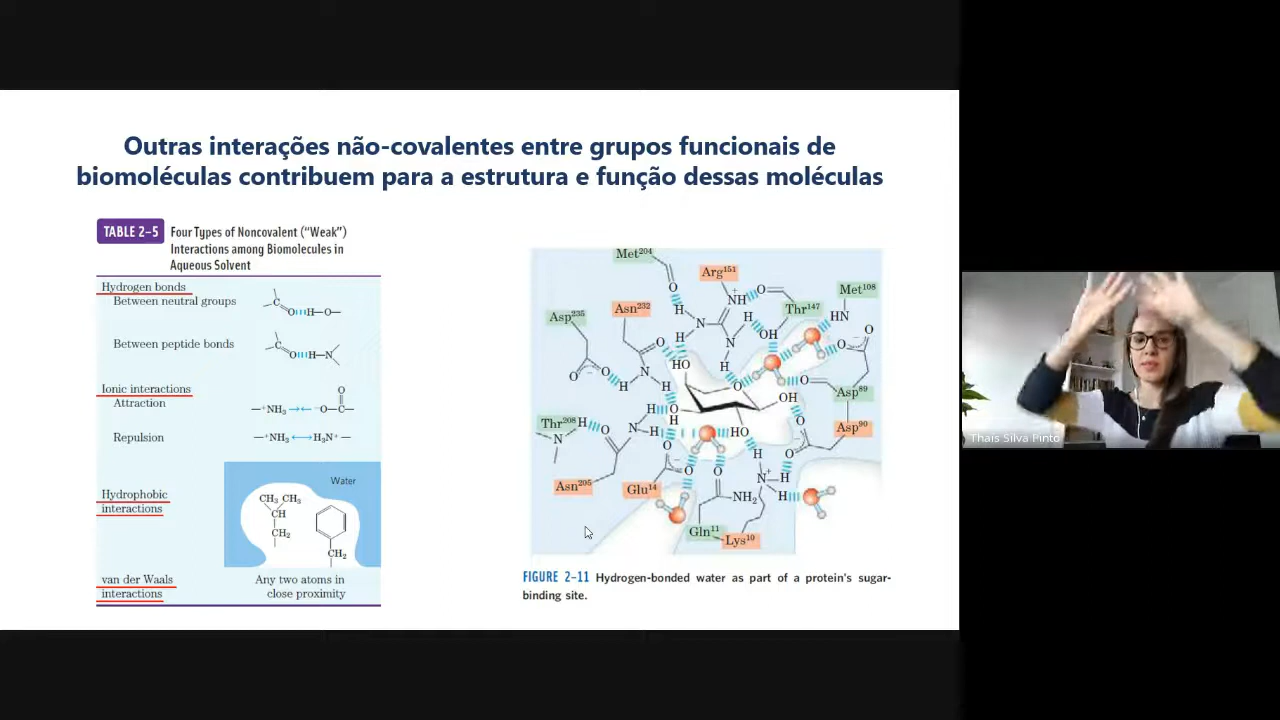 Outras interações não-covalentes entre grupos funcionais de
biomoléculas contribuem para a estrutura e função dessas moléculas
TABLE 2–5 Four Types of Noncovalent (“Weak”)
Interactions among Biomolecules in
Aqueous Solvent
Hydrogen bonds
Between neutral groups
C
O H—O—
Between peptide bonds
C
O H—N
Ionic interactions
Attraction
O
—⁺NH₃ →← ⁻O—C—
Repulsion
—⁺NH₃ ←→ H₃N⁺—
Water
Hydrophobic
interactions
CH₃ CH₃
CH
CH₂
CH₂
van der Waals
interactions
Any two atoms in
close proximity
Met²⁰⁴
Arg¹⁵¹
Met¹⁰⁸
Asn²³²
Thr¹⁴⁷
Asp²³⁵
Asp⁸⁹
Thr²⁰⁸
Asp⁹⁰
Asn²⁰⁵
Glu¹⁴
Gln¹¹
Lys¹⁰
O
NH
O
HN
H
N
H
OH
O
H
O
HO
N
H
O
O
O
O
H
N
H
O
OH
H
O
H
N
H
O
HO
O
N
H
O
O
H
O
O
O
NH₂
N⁺
H
H
FIGURE 2–11 Hydrogen-bonded water as part of a protein's sugar-
binding site.
Thais Silva Pinto